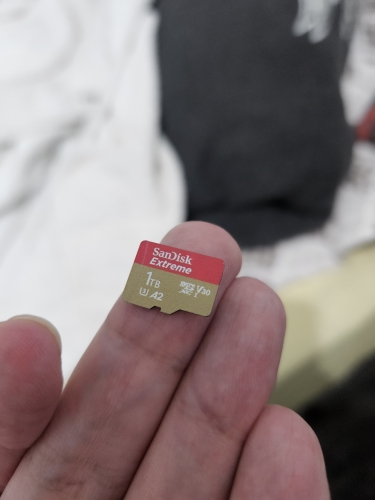 SanDisk
Extreme
1TB
microSD XC I V30
U3 A2